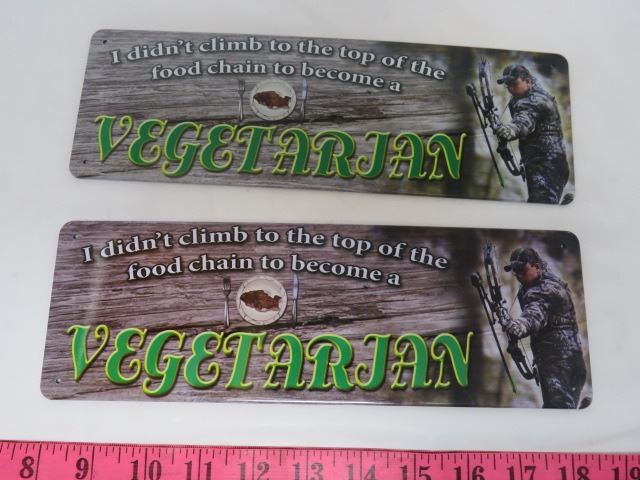 I didn't climb to the top of the
food chain to become a
VEGETARIAN
I didn't climb to the top of the
food chain to become a
VEGETARIAN
8 9 10 11 12 13 14 15 16 17 18 19